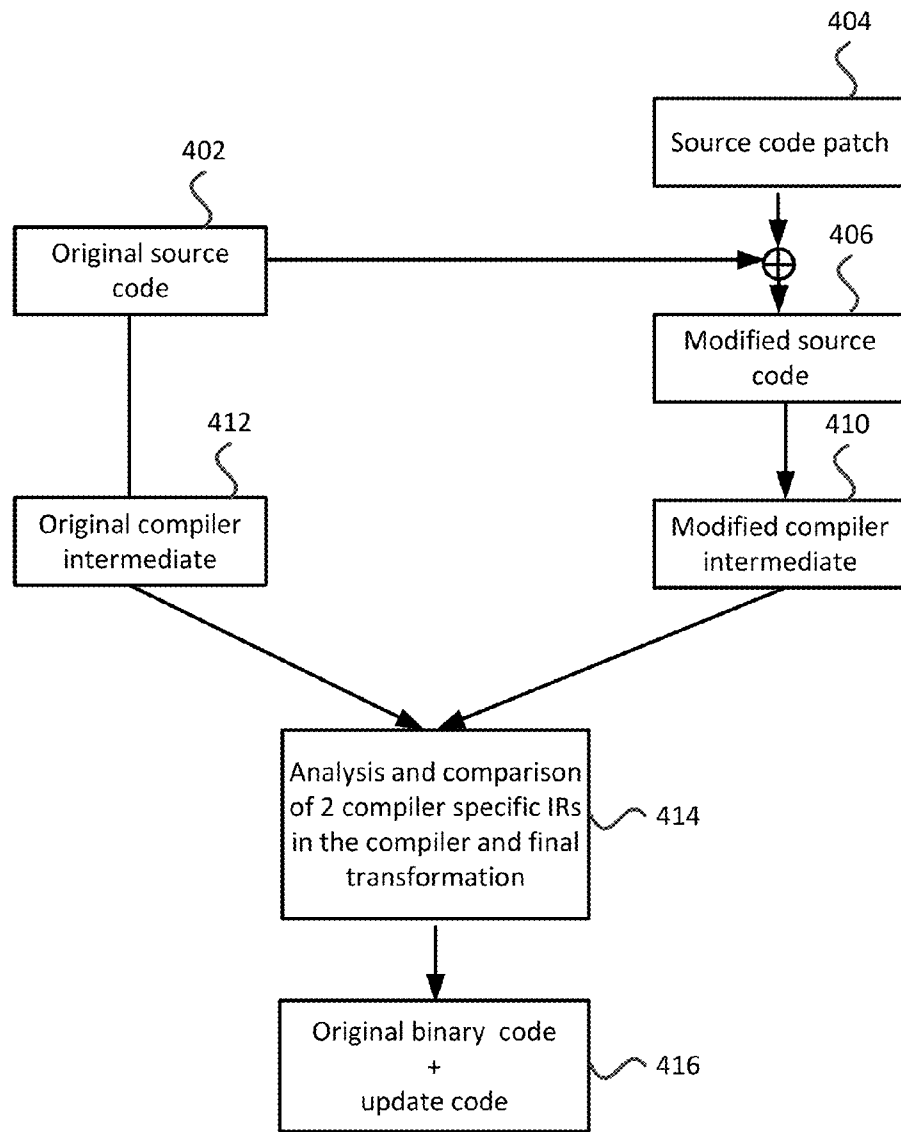 404
Source code patch
402
Original source
code
406
Modified source
code
412
Original compiler
intermediate
410
Modified compiler
intermediate
Analysis and comparison
of 2 compiler specific IRs
in the compiler and final
transformation
414
Original binary code
+
update code
416